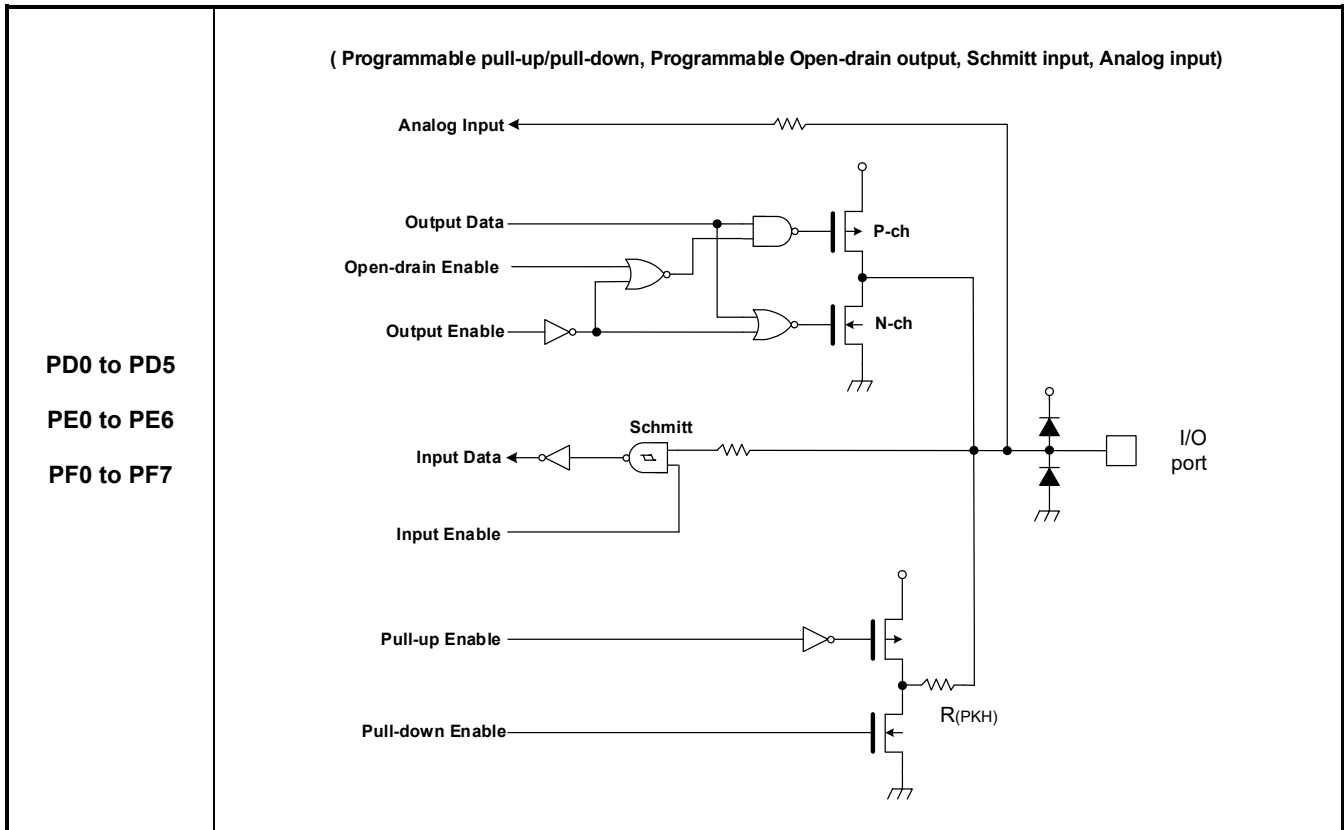 ( Programmable pull-up/pull-down, Programmable Open-drain output, Schmitt input, Analog input)
Analog Input
Output Data
P-ch
Open-drain Enable
Output Enable
N-ch
PD0 to PD5
PE0 to PE6
PF0 to PF7
Schmitt
Input Data
I/O
port
Input Enable
Pull-up Enable
R(PKH)
Pull-down Enable